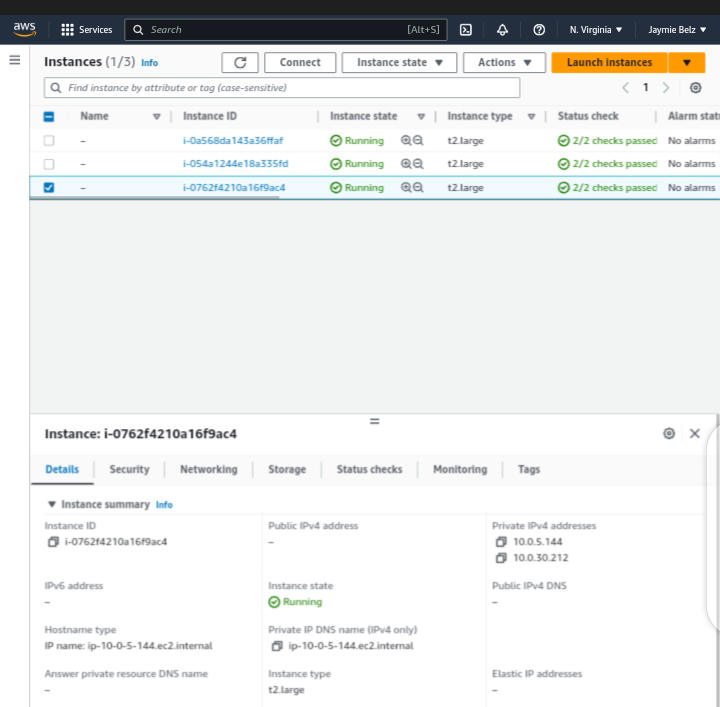 aws Services Search [Alt+S] N. Virginia Jaymie Belz
Instances (1/3) Info Connect Instance state Actions Launch instances
Find instance by attribute or tag (case-sensitive) 1
Name Instance ID Instance state Instance type Status check Alarm stat
– i-0a568da143a36ffaf Running t2.large 2/2 checks passed No alarms
– i-054a1244e18a335fd Running t2.large 2/2 checks passed No alarms
– i-0762f4210a16f9ac4 Running t2.large 2/2 checks passed No alarms
Instance: i-0762f4210a16f9ac4
Details Security Networking Storage Status checks Monitoring Tags
Instance summary Info
Instance ID Public IPv4 address Private IPv4 addresses
i-0762f4210a16f9ac4 – 10.0.5.144
10.0.30.212
IPv6 address Instance state Public IPv4 DNS
– Running –
Hostname type Private IP DNS name (IPv4 only)
IP name: ip-10-0-5-144.ec2.internal ip-10-0-5-144.ec2.internal
Answer private resource DNS name Instance type Elastic IP addresses
– t2.large –